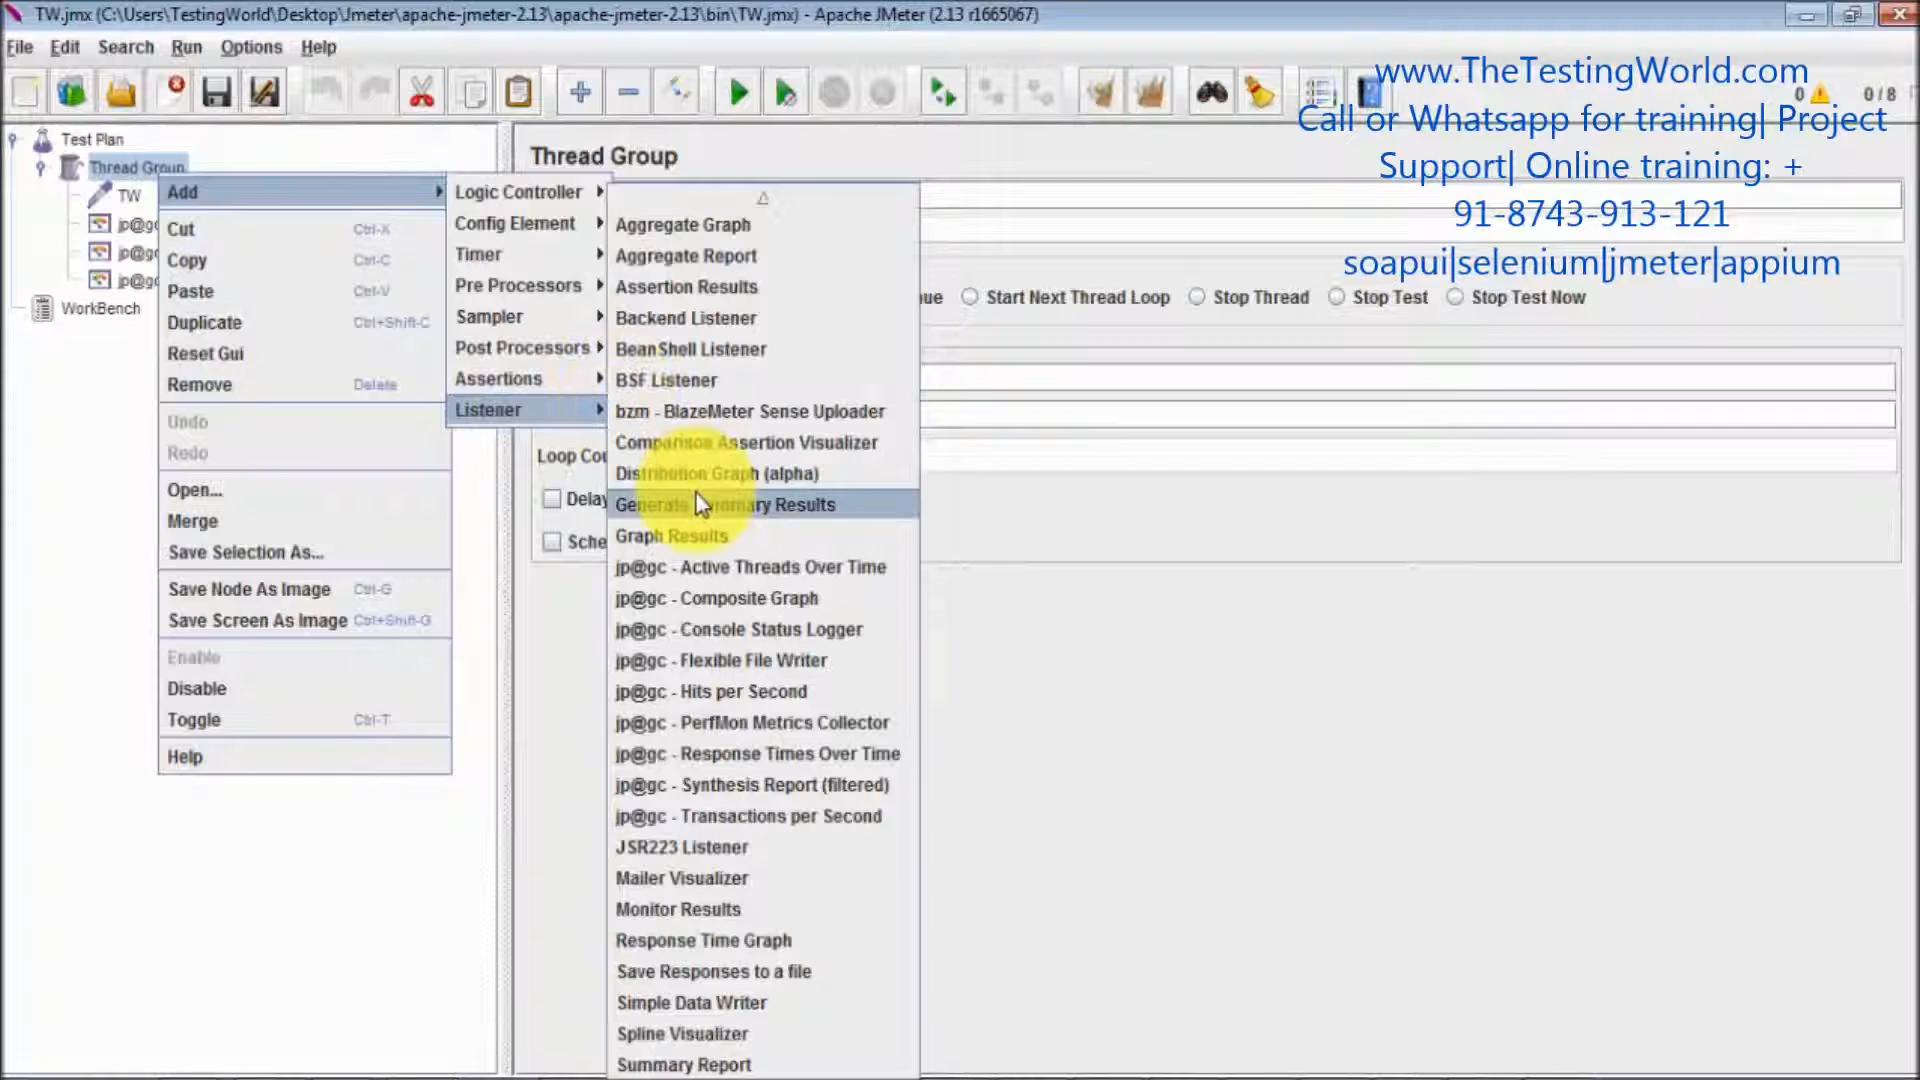 TW.jmx (C:\Users\TestingWorld\Desktop\Jmeter\apache-jmeter-2.13\apache-jmeter-2.13\bin\TW.jmx) - Apache JMeter (2.13 r1665067)
File Edit Search Run Options Help
www.TheTestingWorld.com
0 0/8
Call or Whatsapp for training| Project
Support| Online training: +
91-8743-913-121
soapui|selenium|jmeter|appium
Test Plan
Thread Group
TW
jp@gc
jp@gc
jp@gc
WorkBench
Add
Cut Ctrl-X
Copy Ctrl-C
Paste Ctrl-V
Duplicate Ctrl+Shift-C
Reset Gui
Remove Delete
Undo
Redo
Open...
Merge
Save Selection As...
Save Node As Image Ctrl-G
Save Screen As Image Ctrl+Shift-G
Enable
Disable
Toggle Ctrl-T
Help
Logic Controller
Config Element
Timer
Pre Processors
Sampler
Post Processors
Assertions
Listener
Aggregate Graph
Aggregate Report
Assertion Results
Backend Listener
BeanShell Listener
BSF Listener
bzm - BlazeMeter Sense Uploader
Comparison Assertion Visualizer
Distribution Graph (alpha)
Generate Summary Results
Graph Results
jp@gc - Active Threads Over Time
jp@gc - Composite Graph
jp@gc - Console Status Logger
jp@gc - Flexible File Writer
jp@gc - Hits per Second
jp@gc - PerfMon Metrics Collector
jp@gc - Response Times Over Time
jp@gc - Synthesis Report (filtered)
jp@gc - Transactions per Second
JSR223 Listener
Mailer Visualizer
Monitor Results
Response Time Graph
Save Responses to a file
Simple Data Writer
Spline Visualizer
Summary Report
Thread Group
ue Start Next Thread Loop Stop Thread Stop Test Stop Test Now
Loop Cou
Delay
Sche